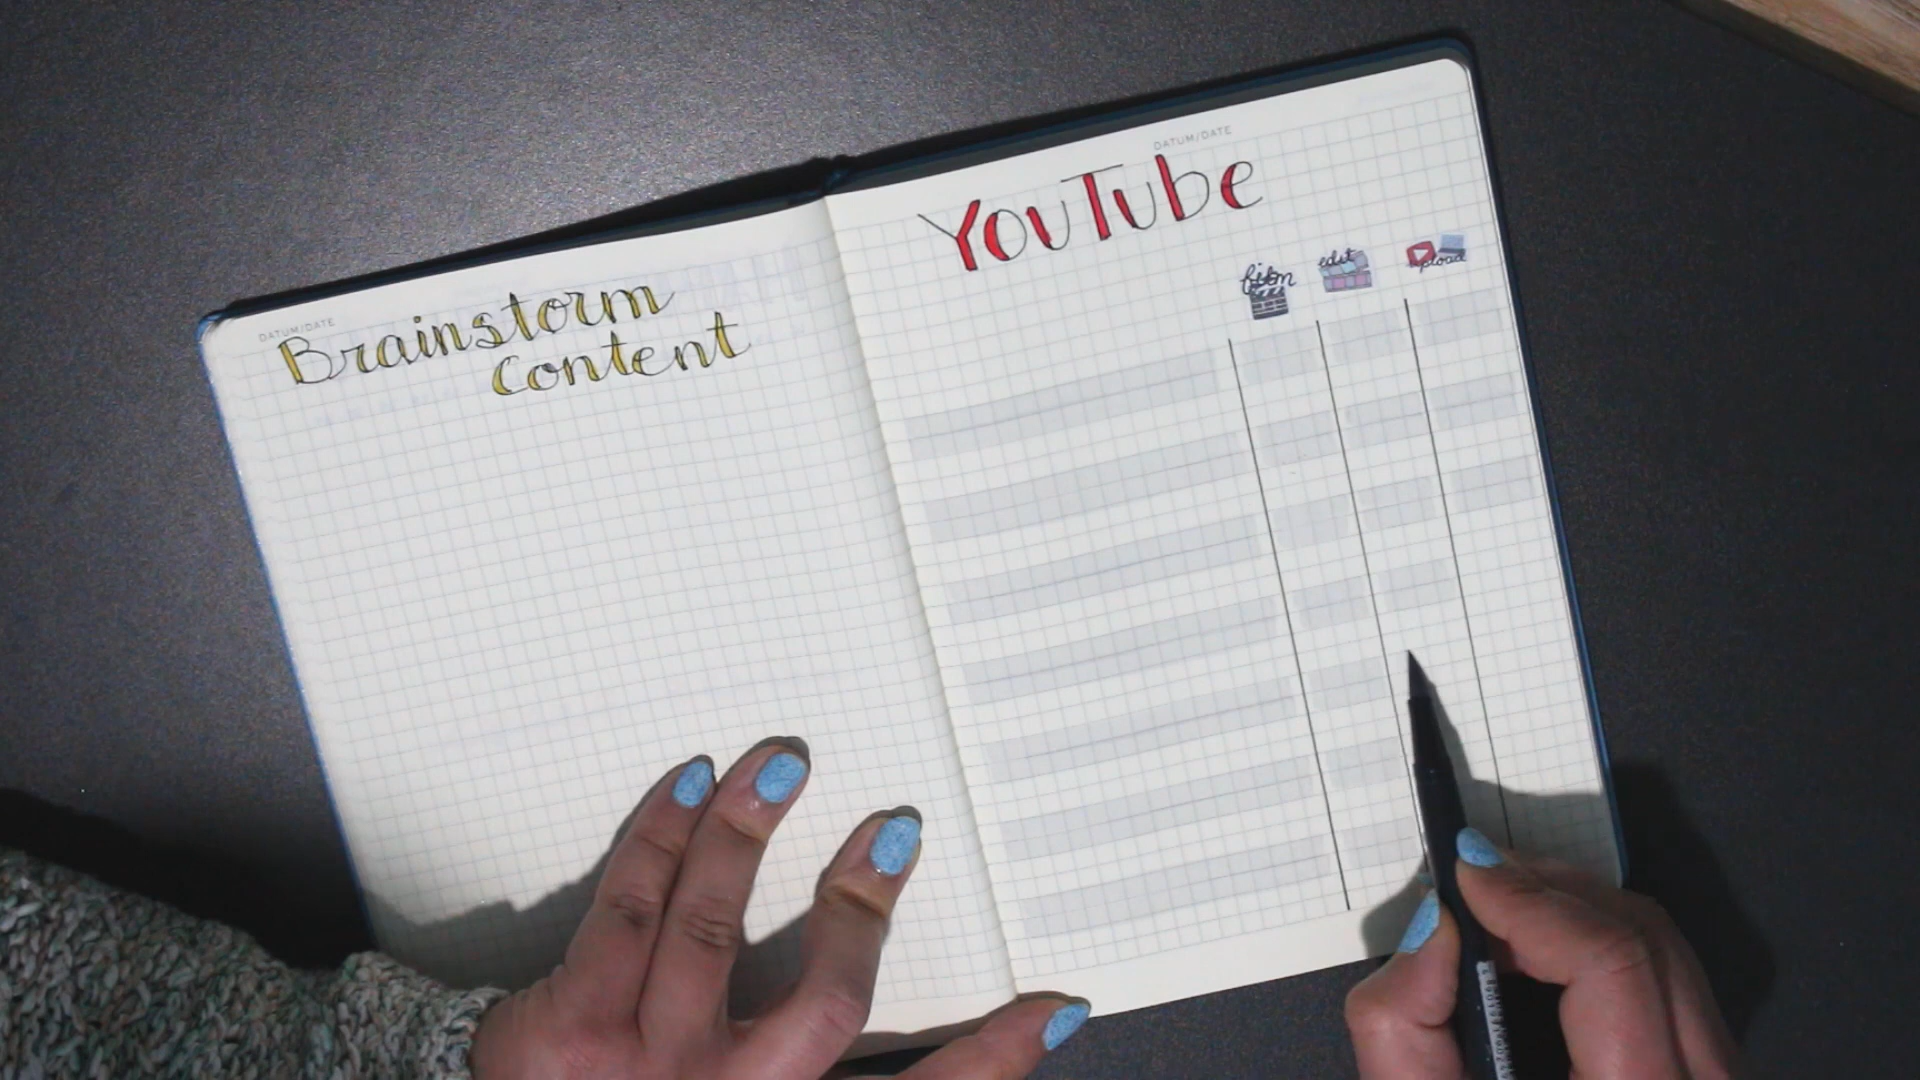 DATUM/DATE
Brainstorm
content
DATUM/DATE
YouTube
film
edit
upload